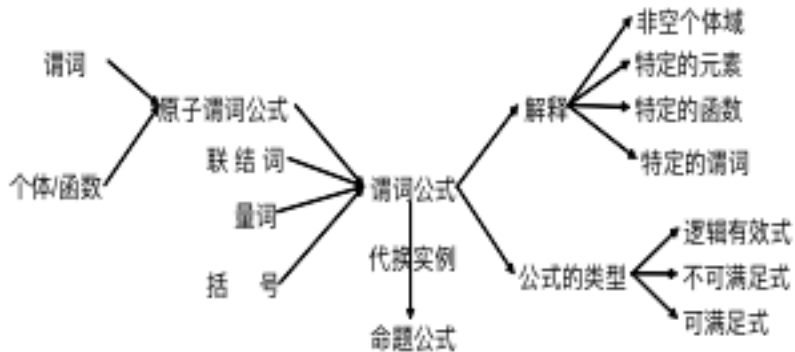 非空个体域
谓词
特定的元素
原子谓词公式
解释
特定的函数
联结词
特定的谓词
个体/函数
谓词公式
量词
逻辑有效式
代换实例
公式的类型
不可满足式
括 号
可满足式
命题公式